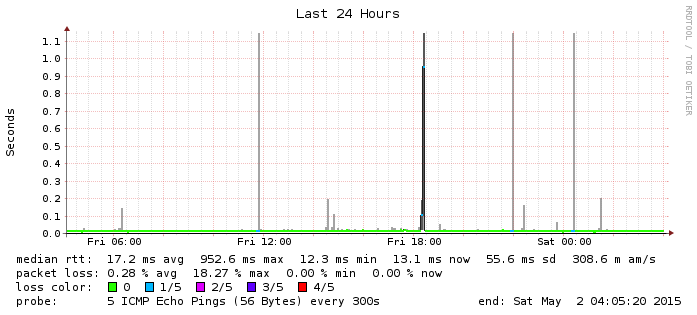 Last 24 Hours
RRDTOOL / TOBI OETIKER
Seconds
1.1
1.0
0.9
0.8
0.7
0.6
0.5
0.4
0.3
0.2
0.1
0.0
Fri 06:00 Fri 12:00 Fri 18:00 Sat 00:00
median rtt: 17.2 ms avg 952.6 ms max 12.3 ms min 13.1 ms now 55.6 ms sd 308.6 m am/s
packet loss: 0.28 % avg 18.27 % max 0.00 % min 0.00 % now
loss color: 0 1/5 2/5 3/5 4/5
probe: 5 ICMP Echo Pings (56 Bytes) every 300s end: Sat May 2 04:05:20 2015